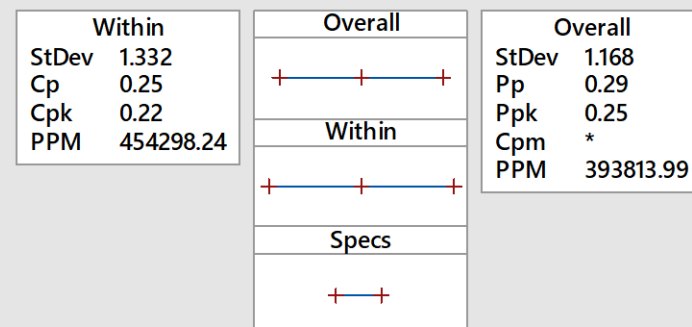 Within
StDev 1.332
Cp 0.25
Cpk 0.22
PPM 454298.24
Overall
Within
Specs
Overall
StDev 1.168
Pp 0.29
Ppk 0.25
Cpm *
PPM 393813.99